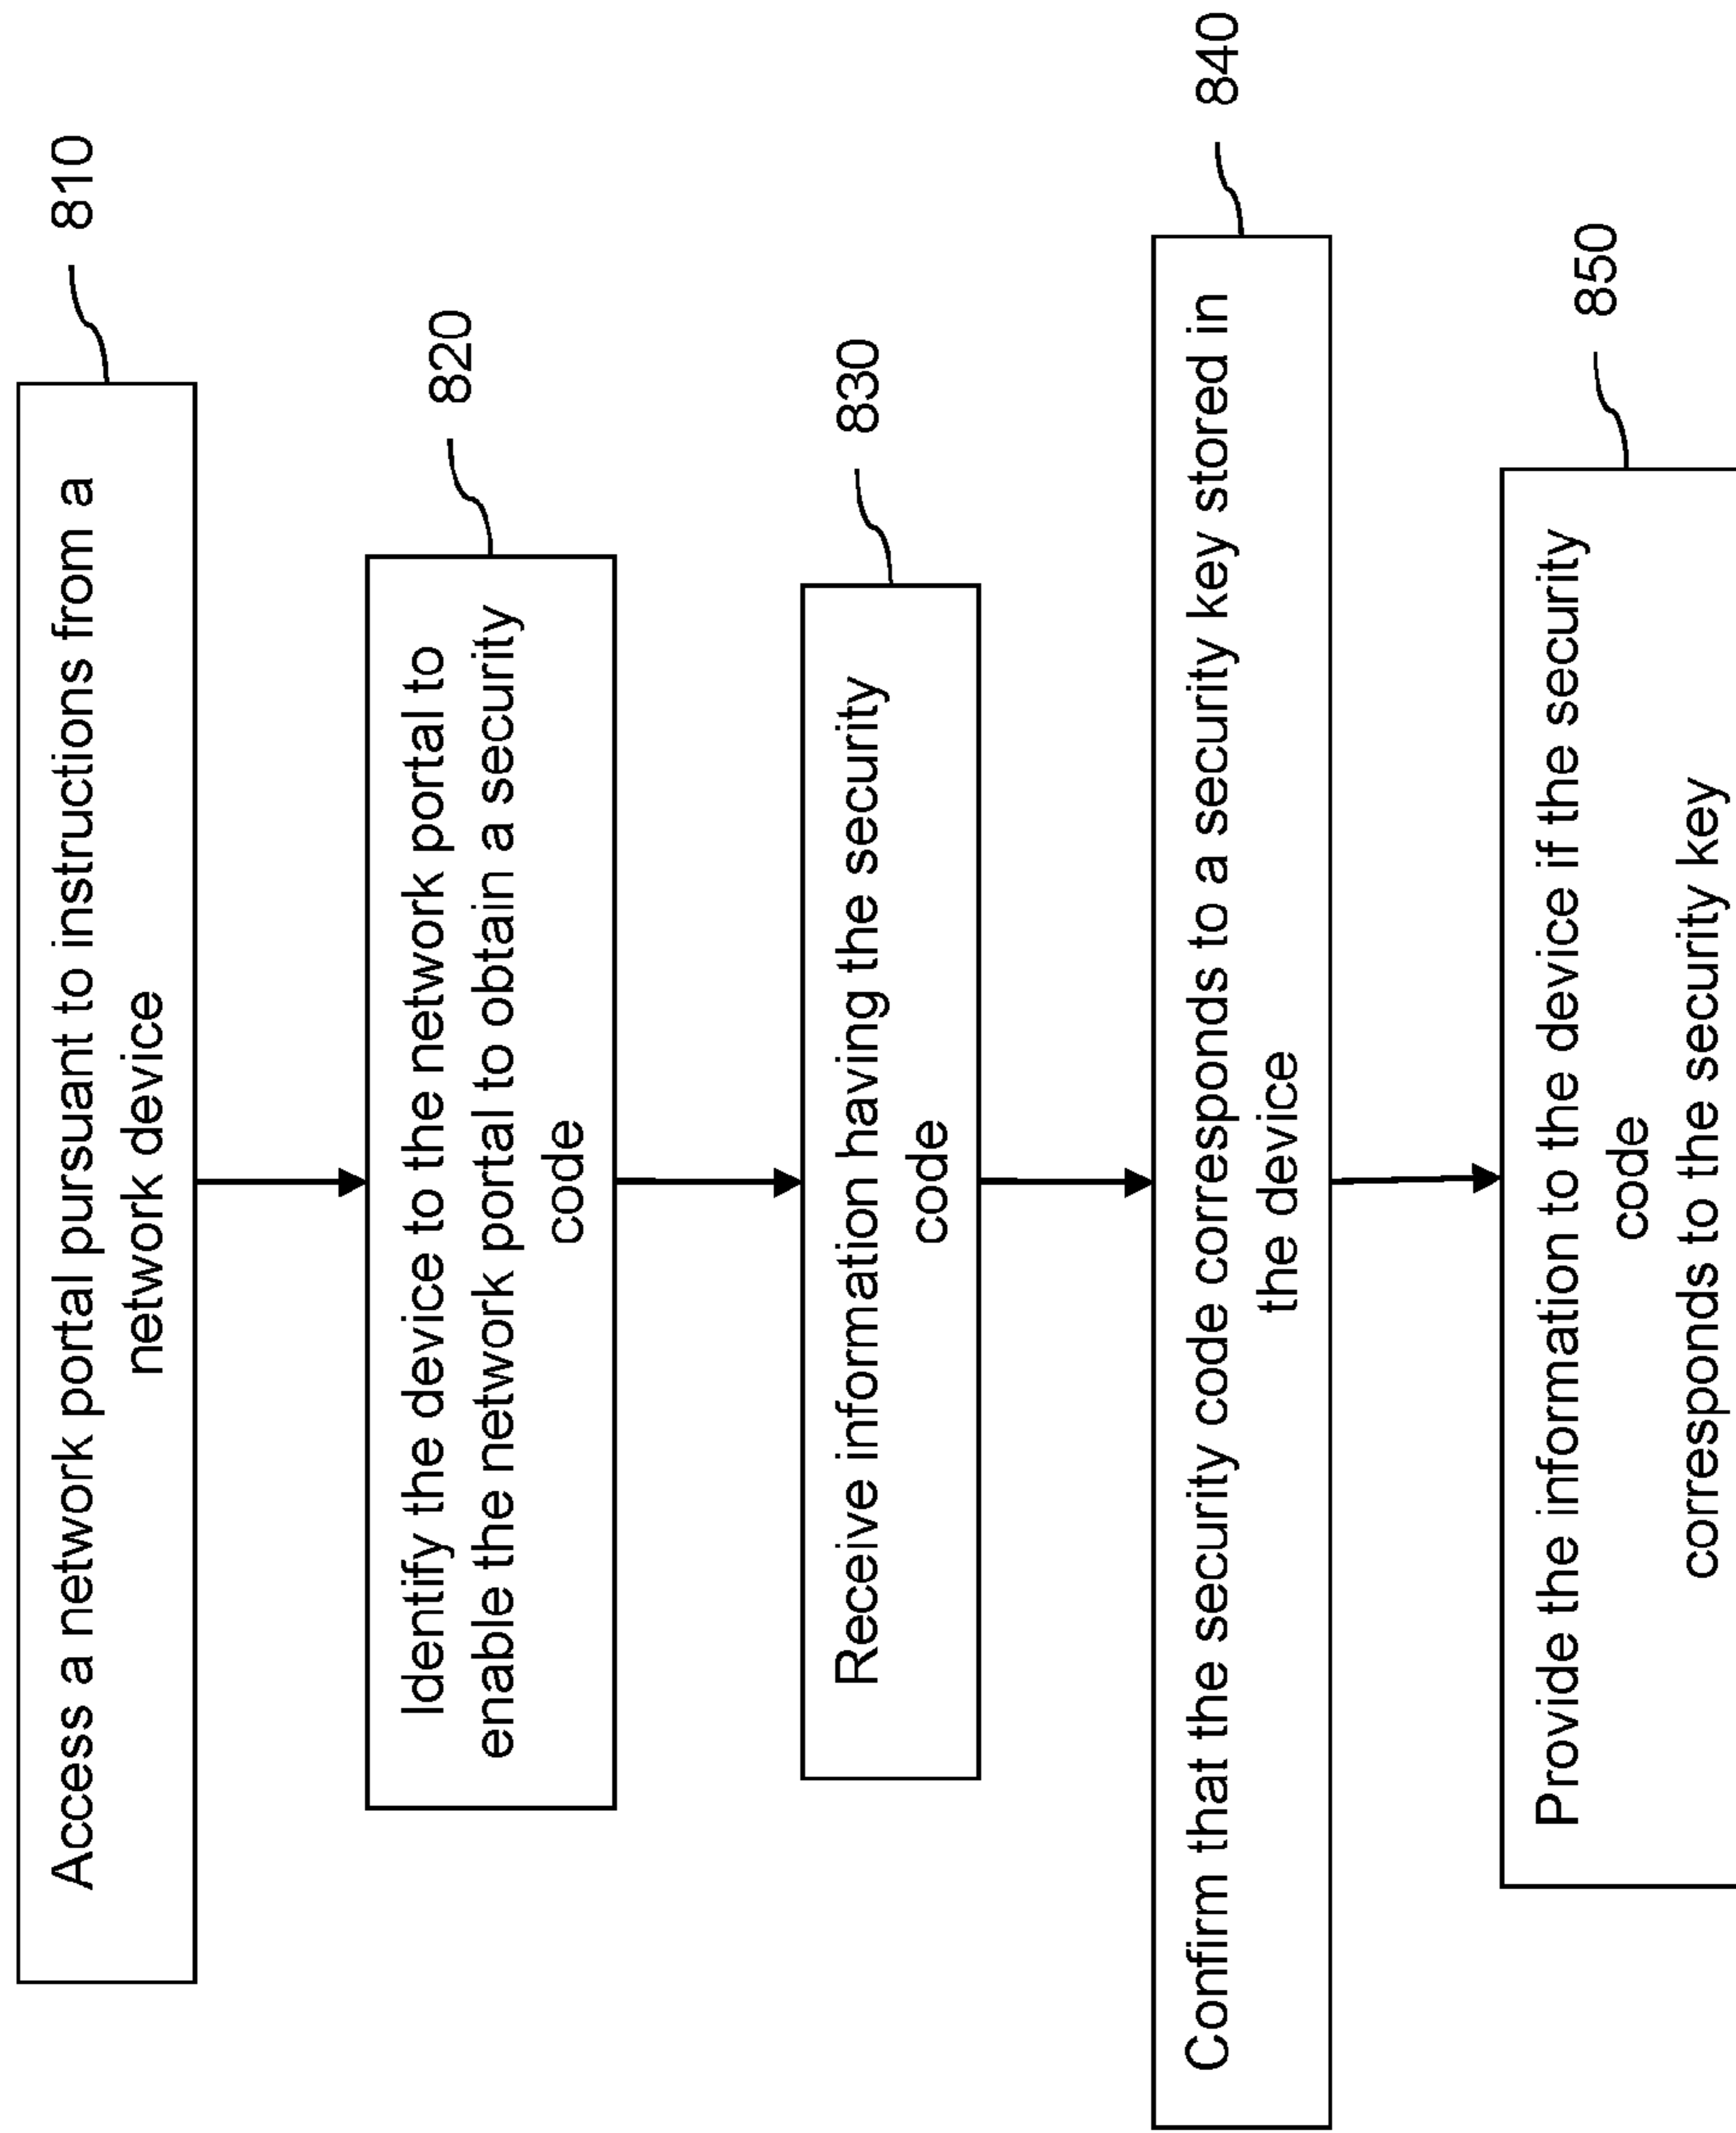 Access a network portal pursuant to instructions from a
network device
810
Identify the device to the network portal to
enable the network portal to obtain a security
code
820
Receive information having the security
code
830
Confirm that the security code corresponds to a security key stored in
the device
840
Provide the information to the device if the security
code
corresponds to the security key
850